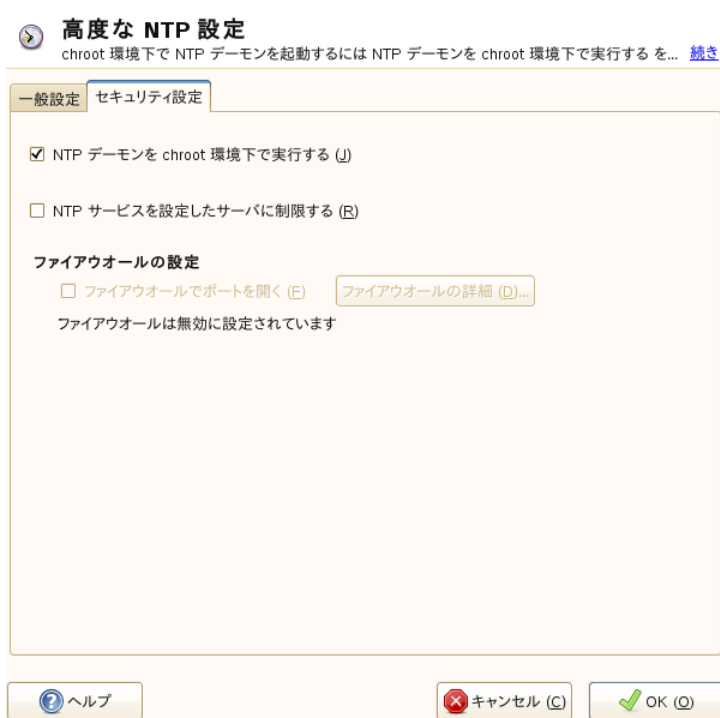 高度な NTP 設定
chroot 環境下で NTP デーモンを起動するには NTP デーモンを chroot 環境下で実行する を... 続き
一般設定 セキュリティ設定
NTP デーモンを chroot 環境下で実行する (J)
NTP サービスを設定したサーバに制限する (R)
ファイアウオールの設定
ファイアウオールでポートを開く (F) ファイアウオールの詳細 (D)...
ファイアウオールは無効に設定されています
ヘルプ キャンセル (C) OK (O)